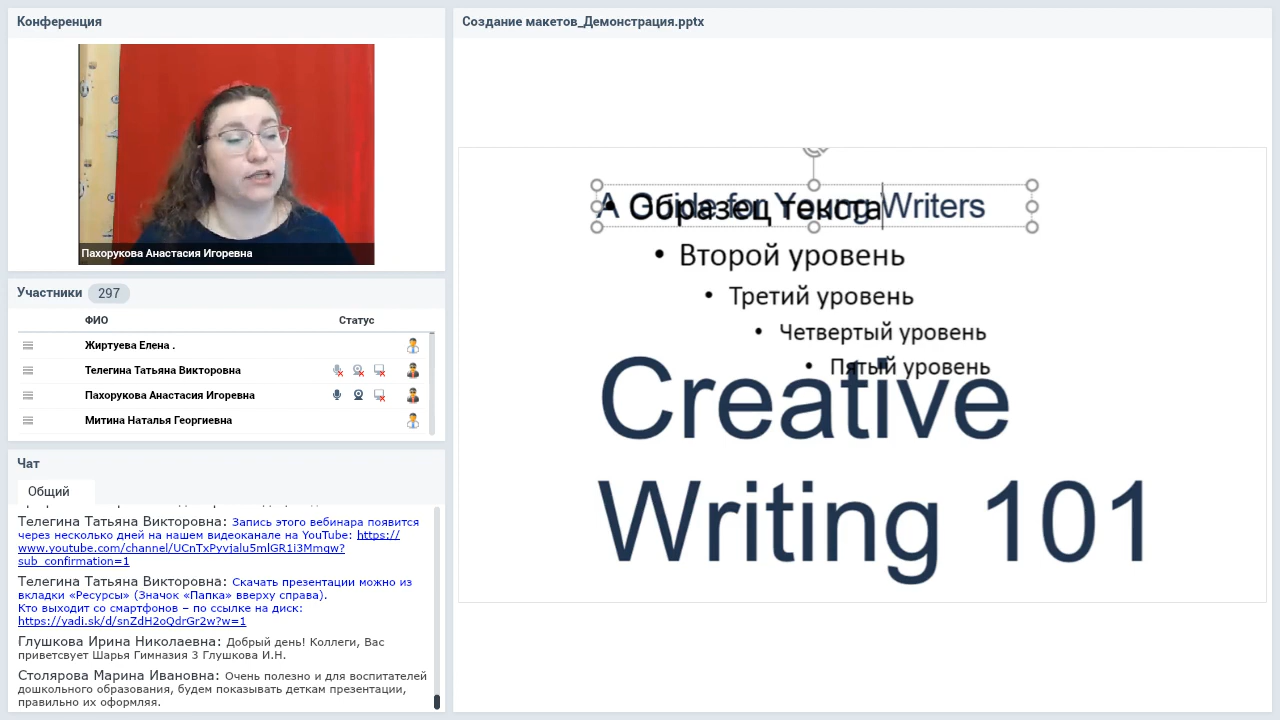 Конференция
Пахорукова Анастасия Игоревна
Участники 297
ФИО Статус
Жиртуева Елена .
Телегина Татьяна Викторовна
Пахорукова Анастасия Игоревна
Митина Наталья Георгиевна
Чат
Общий
Телегина Татьяна Викторовна: Запись этого вебинара появится
через несколько дней на нашем видеоканале на YouTube: https://
www.youtube.com/channel/UCnTxPyvjalu5mlGR1i3Mmqw?
sub_confirmation=1
Телегина Татьяна Викторовна: Скачать презентации можно из
вкладки «Ресурсы» (Значок «Папка» вверху справа).
Кто выходит со смартфонов – по ссылке на диск:
https://yadi.sk/d/snZdH2oQdrGr2w?w=1
Глушкова Ирина Николаевна: Добрый день! Коллеги, Вас
приветсвует Шарья Гимназия 3 Глушкова И.Н.
Столярова Марина Ивановна: Очень полезно и для воспитателей
дошкольного образования, будем показывать деткам презентации,
правильно их оформляя.
Создание макетов_Демонстрация.pptx
A Guide for Young Writers
• Образец текста
• Второй уровень
• Третий уровень
• Четвертый уровень
• Пятый уровень
Creative
Writing 101